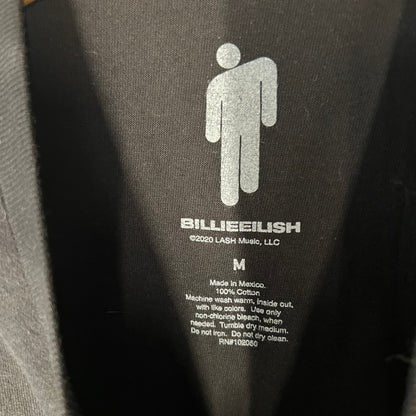 BILLIEEILISH
©2020 LASH Music, LLC
M
Made in Mexico.
100% Cotton
Machine wash warm, inside out,
with like colors. Use only
non-chlorine bleach, when
needed. Tumble dry medium.
Do not iron. Do not dry clean.
RN#102060